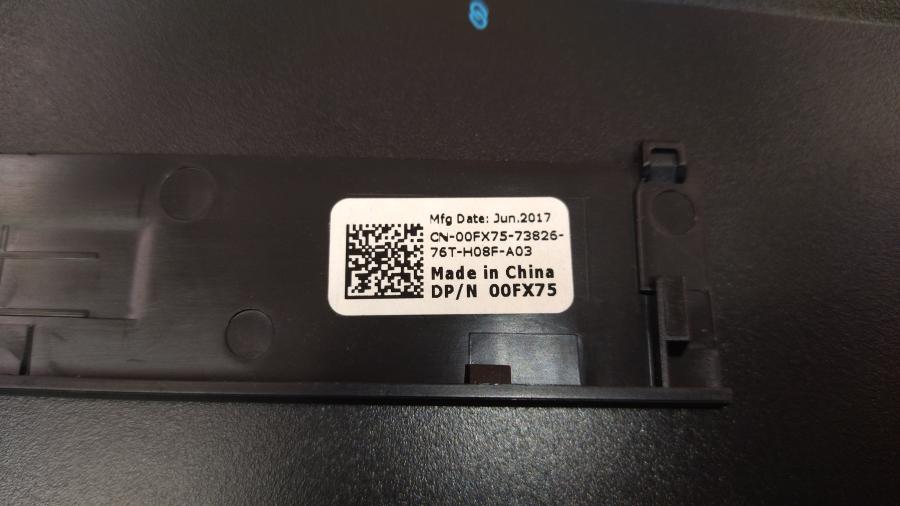 Mfg Date: Jun.2017
CN-00FX75-73826-
76T-H08F-A03
Made in China
DP/N 00FX75